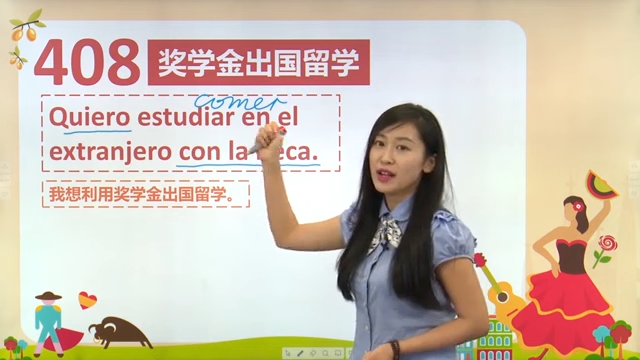 408 奖学金出国留学
comer
Quiero estudiar en el
extranjero con la eca.
我想利用奖学金出国留学。